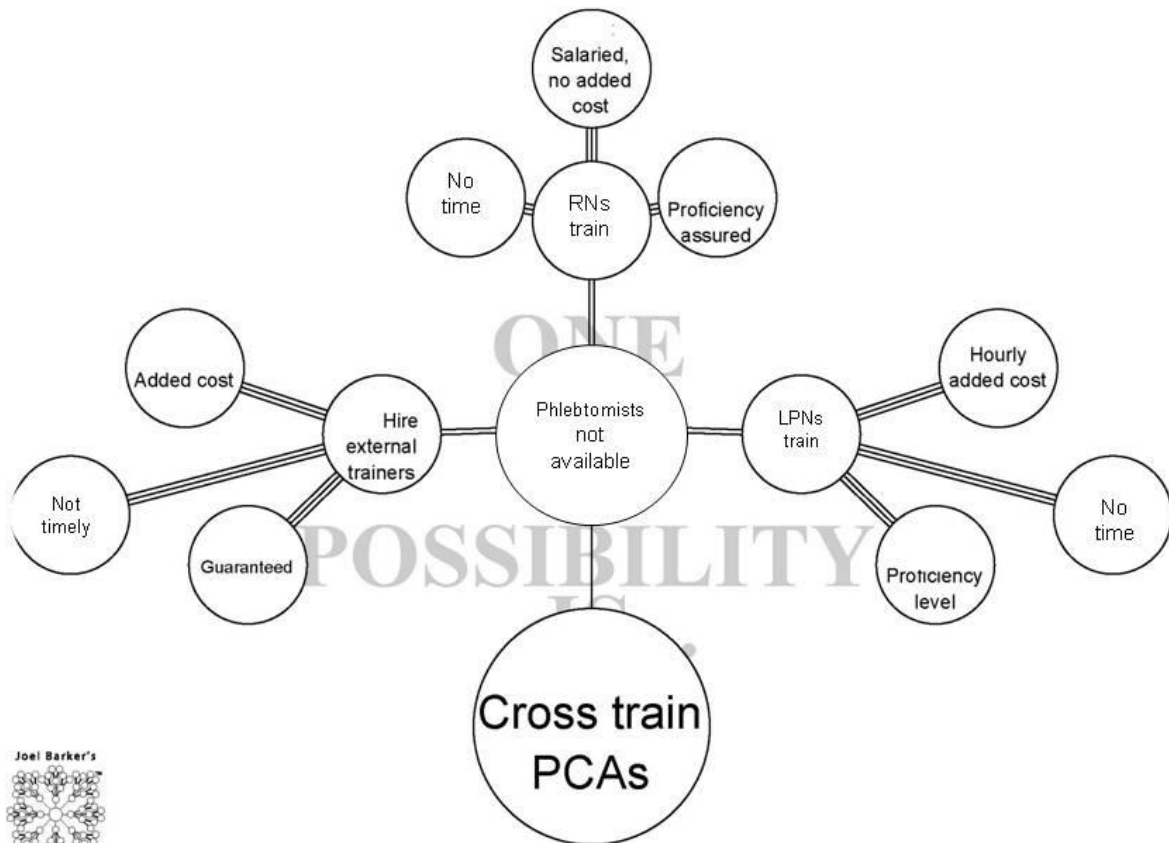 Salaried,
no added
cost
No
time
RNs
train
Proficiency
assured
ONE
Added cost
Hire
external
trainers
Phlebtomists
not
available
LPNs
train
Hourly
added cost
Not
timely
Guaranteed
POSSIBILITY
IS
Proficiency
level
No
time
Cross train
PCAs
Joel Barker's